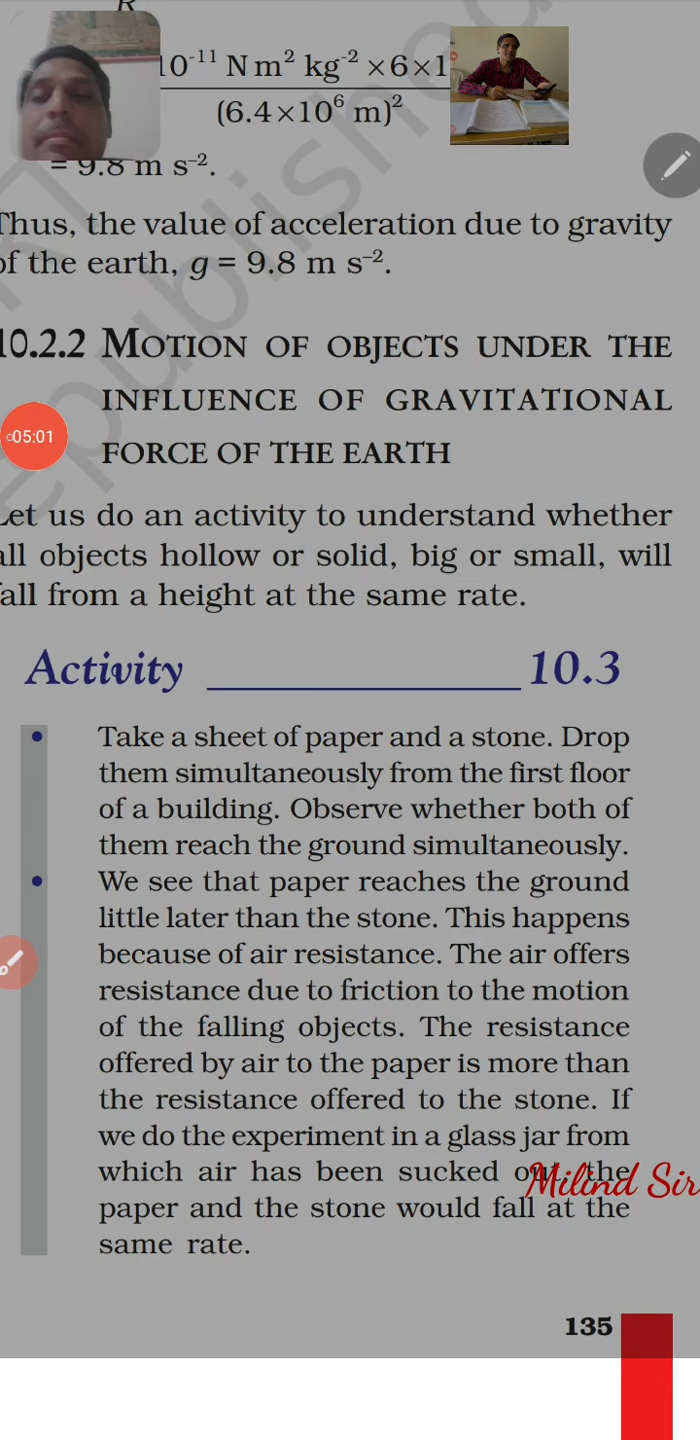 R
10⁻¹¹ N m² kg⁻² ×6×1
(6.4×10⁶ m)²
= 9.8 m s⁻².
Thus, the value of acceleration due to gravity
of the earth, g = 9.8 m s⁻².
10.2.2 MOTION OF OBJECTS UNDER THE
INFLUENCE OF GRAVITATIONAL
05:01
FORCE OF THE EARTH
Let us do an activity to understand whether
all objects hollow or solid, big or small, will
fall from a height at the same rate.
Activity 10.3
• Take a sheet of paper and a stone. Drop
them simultaneously from the first floor
of a building. Observe whether both of
them reach the ground simultaneously.
• We see that paper reaches the ground
little later than the stone. This happens
because of air resistance. The air offers
resistance due to friction to the motion
of the falling objects. The resistance
offered by air to the paper is more than
the resistance offered to the stone. If
we do the experiment in a glass jar from
which air has been sucked the
Milind Sir
paper and the stone would fall at the
same rate.
135